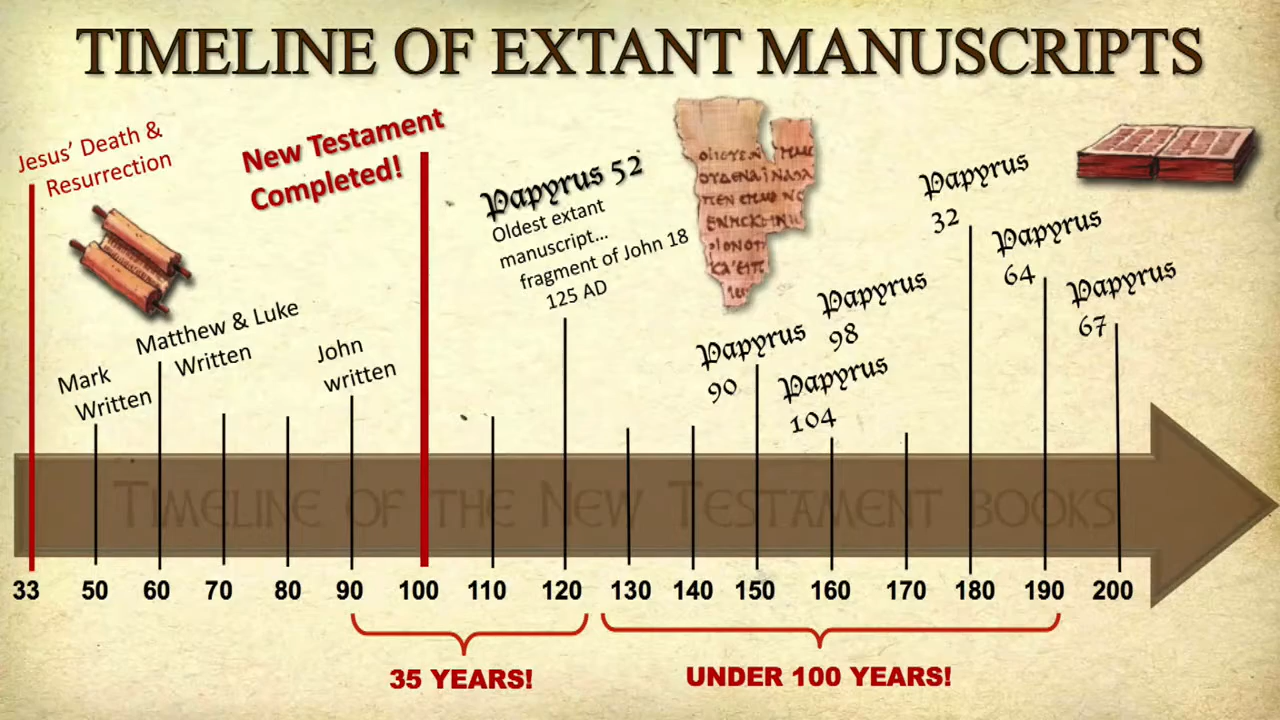 TIMELINE OF EXTANT MANUSCRIPTS
Jesus' Death &
Resurrection
New Testament
Completed!
Papyrus 52
Oldest extant
manuscript...
fragment of John 18
125 AD
Papyrus
32
Papyrus
64
Papyrus
67
Papyrus
98
Papyrus
90
Papyrus
104
Matthew & Luke
Written
John
written
Mark
Written
TIMELINE OF THE NEW TESTAMENT BOOKS
33 50 60 70 80 90 100 110 120 130 140 150 160 170 180 190 200
35 YEARS!
UNDER 100 YEARS!